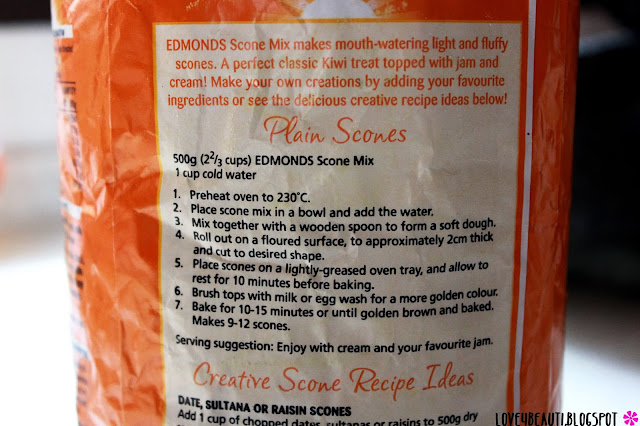 EDMONDS Scone Mix makes mouth-watering light and fluffy
scones. A perfect classic Kiwi treat topped with jam and
cream! Make your own creations by adding your favourite
ingredients or see the delicious creative recipe ideas below!
Plain Scones
500g (2 2/3 cups) EDMONDS Scone Mix
1 cup cold water
1. Preheat oven to 230°C.
2. Place scone mix in a bowl and add the water.
3. Mix together with a wooden spoon to form a soft dough.
4. Roll out on a floured surface, to approximately 2cm thick
and cut to desired shape.
5. Place scones on a lightly-greased oven tray, and allow to
rest for 10 minutes before baking.
6. Brush tops with milk or egg wash for a more golden colour.
7. Bake for 10-15 minutes or until golden brown and baked.
Makes 9-12 scones.
Serving suggestion: Enjoy with cream and your favourite jam.
Creative Scone Recipe Ideas
DATE, SULTANA OR RAISIN SCONES
Add 1 cup of chopped dates, sultanas or raisins to 500g dry
LOVE4BEAUTI.BLOGSPOT